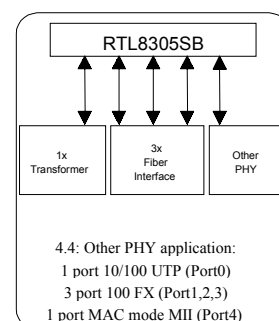 RTL8305SB
1x
Transformer
3x
Fiber
Interface
Other
PHY
4.4: Other PHY application:
1 port 10/100 UTP (Port0)
3 port 100 FX (Port1,2,3)
1 port MAC mode MII (Port4)